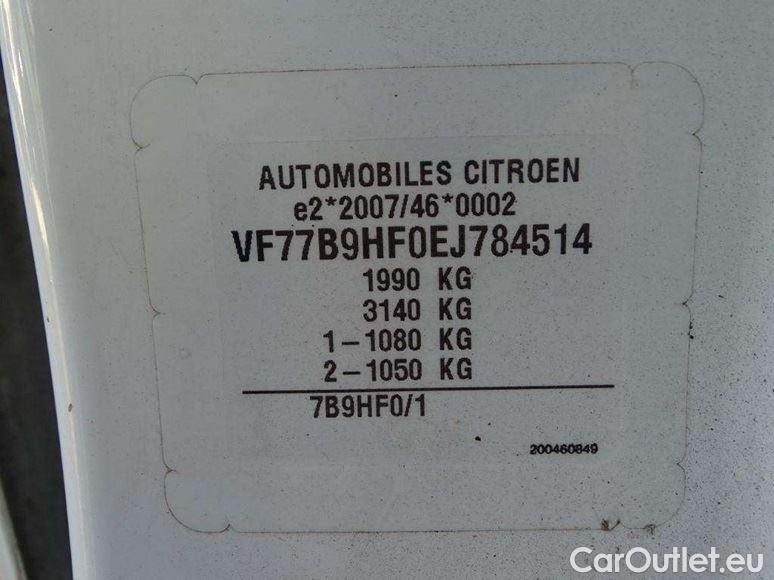 AUTOMOBILES CITROEN
e2*2007/46*0002
VF77B9HF0EJ784514
1990 KG
3140 KG
1-1080 KG
2-1050 KG
7B9HF0/1
200460849
CarOutlet.eu